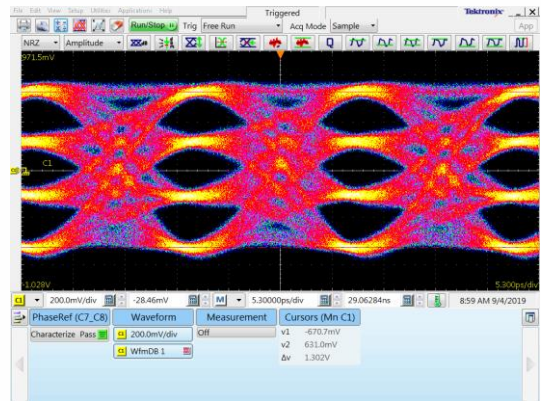 File Edit View Setup Utilities Applications Help Triggered Tektronix X
Run/Stop Trig Free Run Acq Mode Sample App
NRZ Amplitude
971.5mV
C1
-1.028V 5.300ps/div
C1 200.0mV/div -28.46mV M 5.30000ps/div 29.06284ns 8:59 AM 9/4/2019
PhaseRef (C7_C8) Waveform Measurement Cursors (Mn C1)
Characterize Pass C1 200.0mV/div Off v1 -670.7mV
C1 WfmDB 1 v2 631.0mV
Δv 1.302V